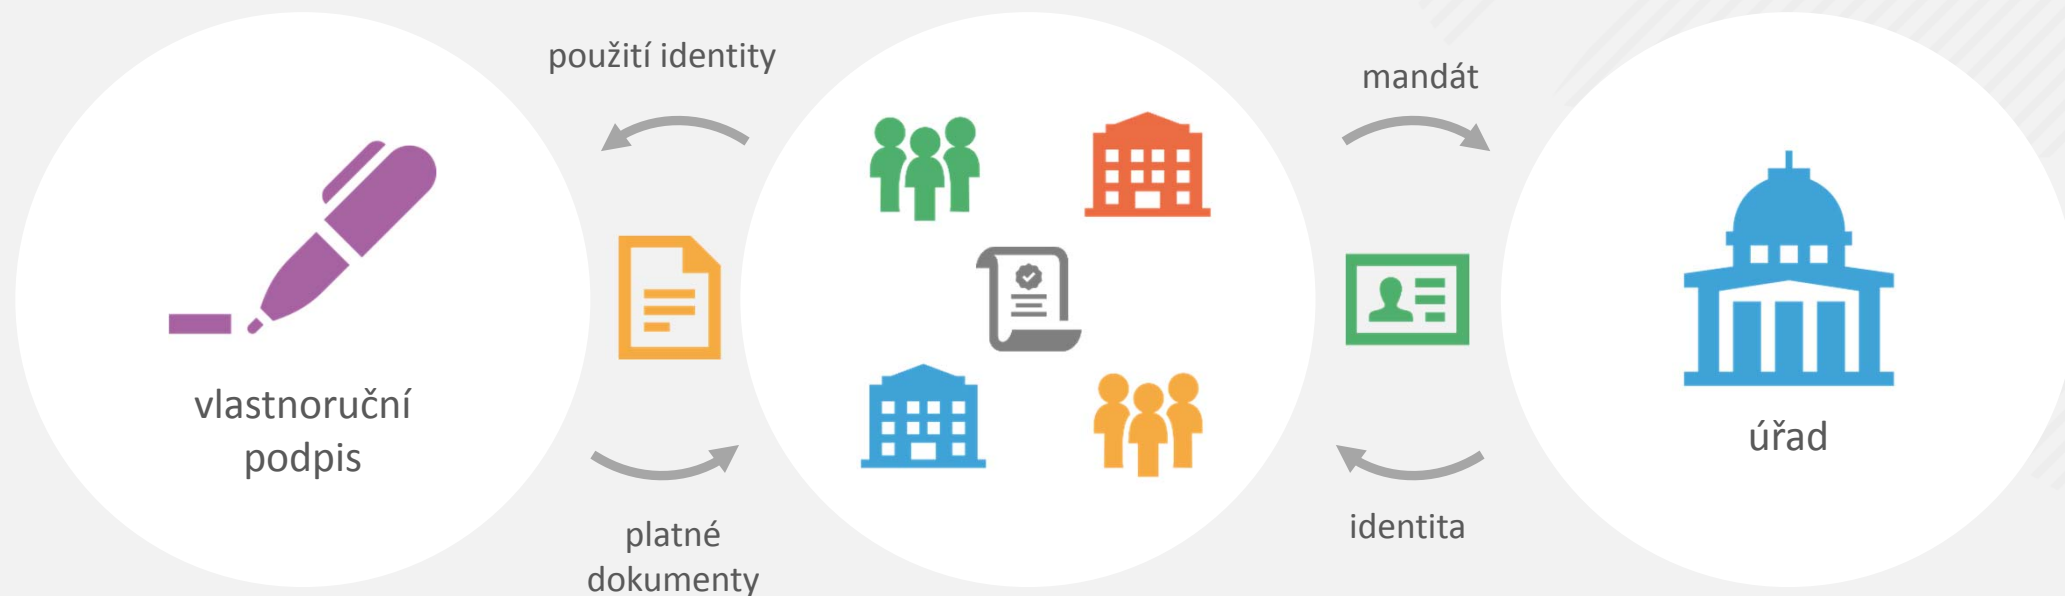 použití identity
mandát
vlastnoruční
podpis
úřad
platné
dokumenty
identita